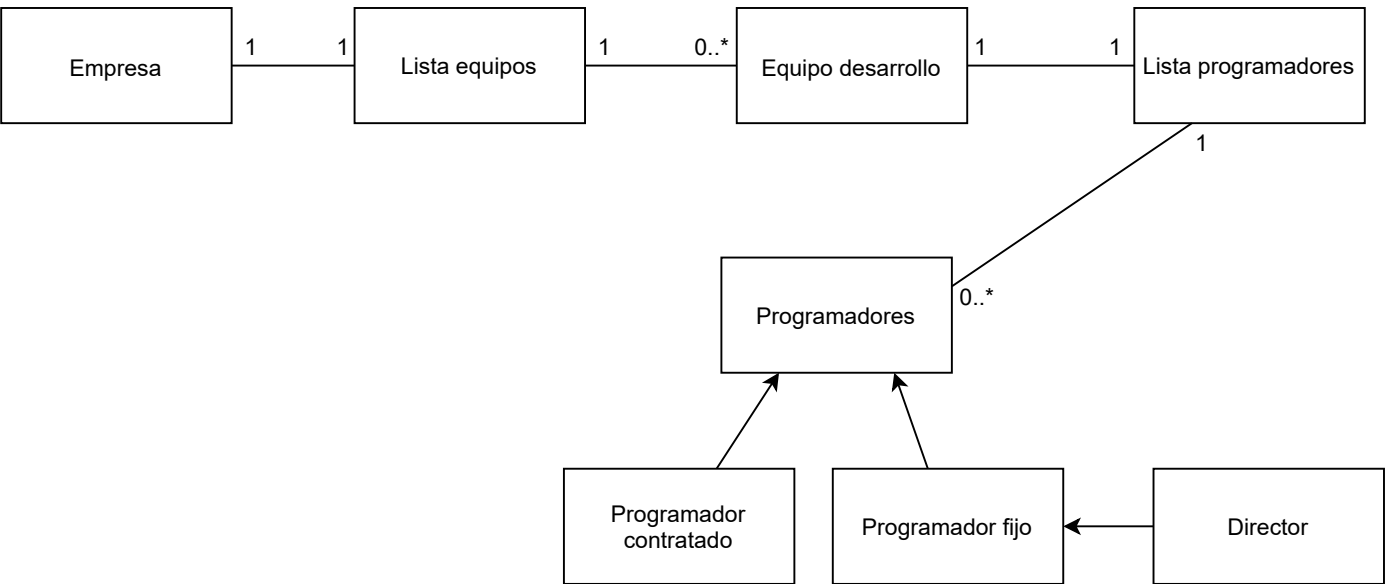 Empresa
1
1
Lista equipos
1
0..*
Equipo desarrollo
1
1
Lista programadores
1
0..*
Programadores
Programador
contratado
Programador fijo
Director